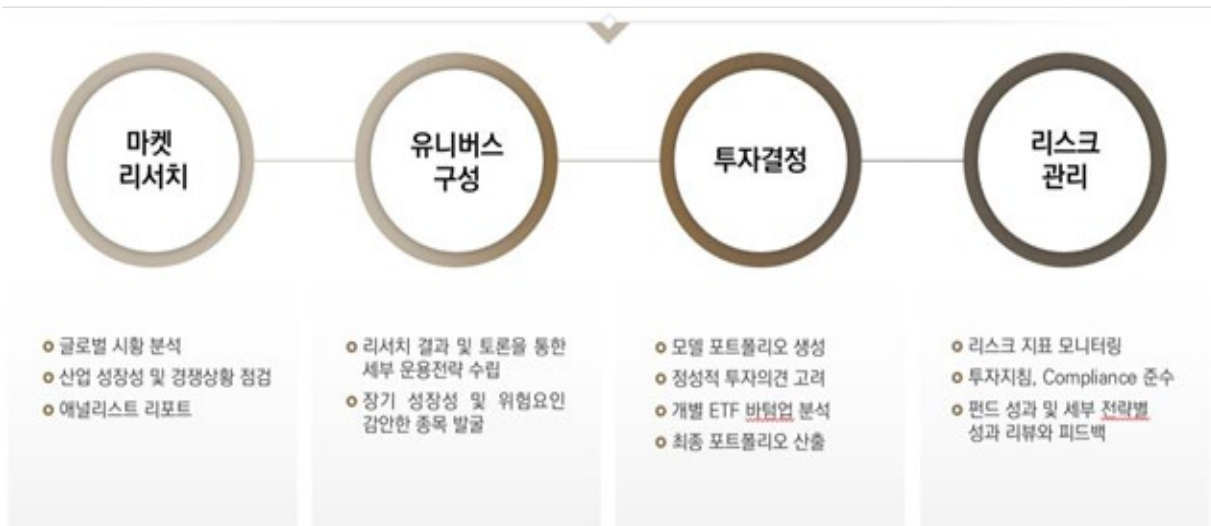 마켓
리서치
유니버스
구성
투자결정
리스크
관리
글로벌 시황 분석
산업 성장성 및 경쟁상황 점검
애널리스트 리포트
리서치 결과 및 토론을 통한
세부 운용전략 수립
장기 성장성 및 위험요인
감안한 종목 발굴
모델 포트폴리오 생성
정성적 투자의견 고려
개별 ETF 바텀업 분석
최종 포트폴리오 산출
리스크 지표 모니터링
투자지침, Compliance 준수
펀드 성과 및 세부 전략별
성과 리뷰와 피드백